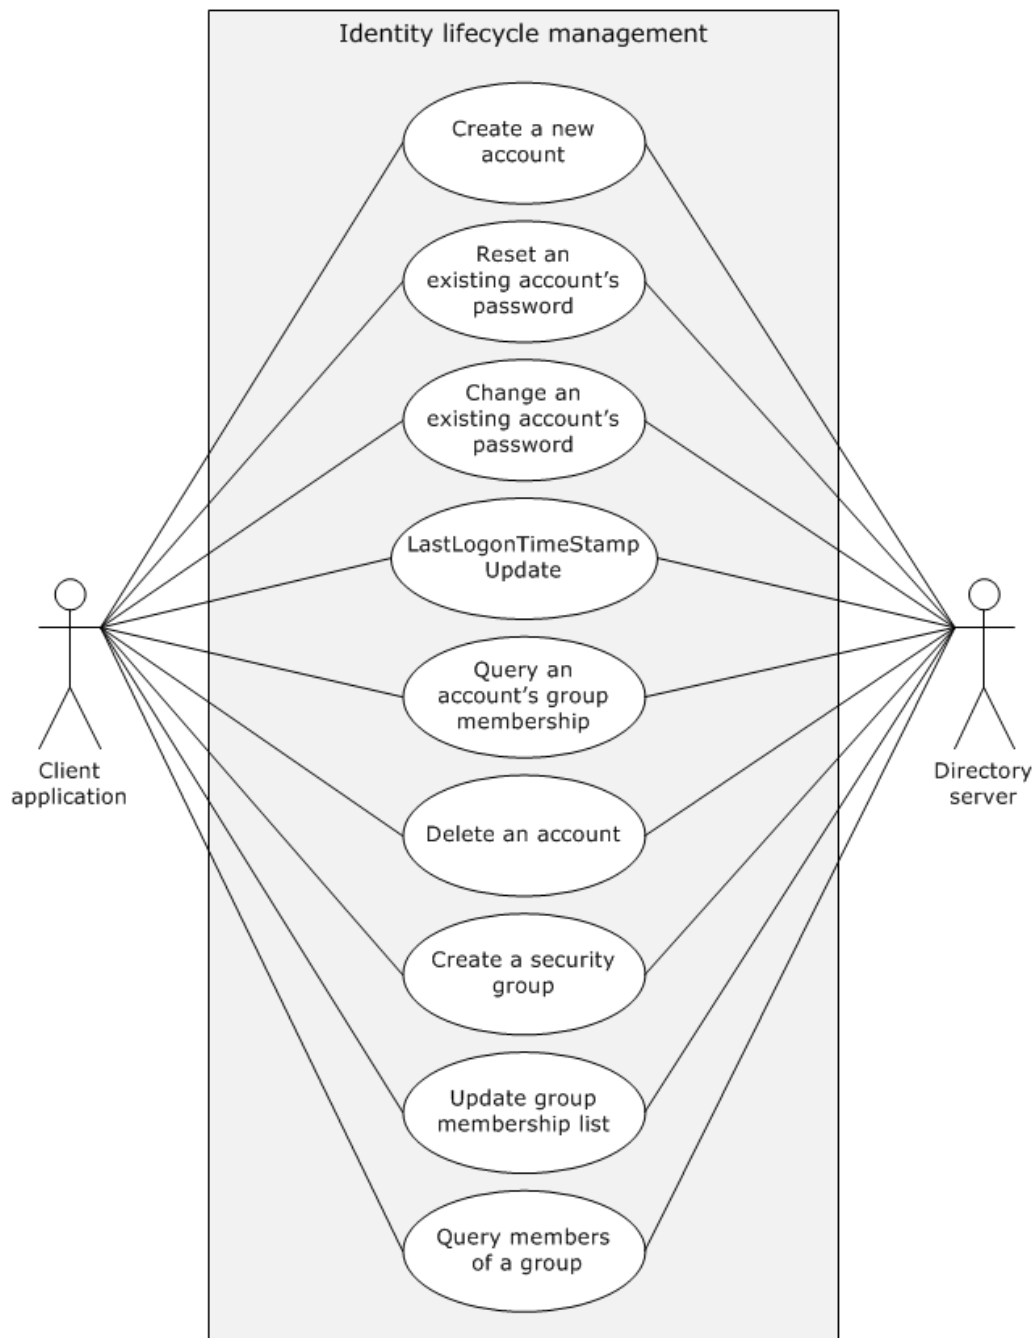 Identity lifecycle management
Create a new
account
Reset an
existing account’s
password
Change an
existing account’s
password
LastLogonTimeStamp
Update
Query an
account’s group
membership
Client
application
Directory
server
Delete an account
Create a security
group
Update group
membership list
Query members
of a group